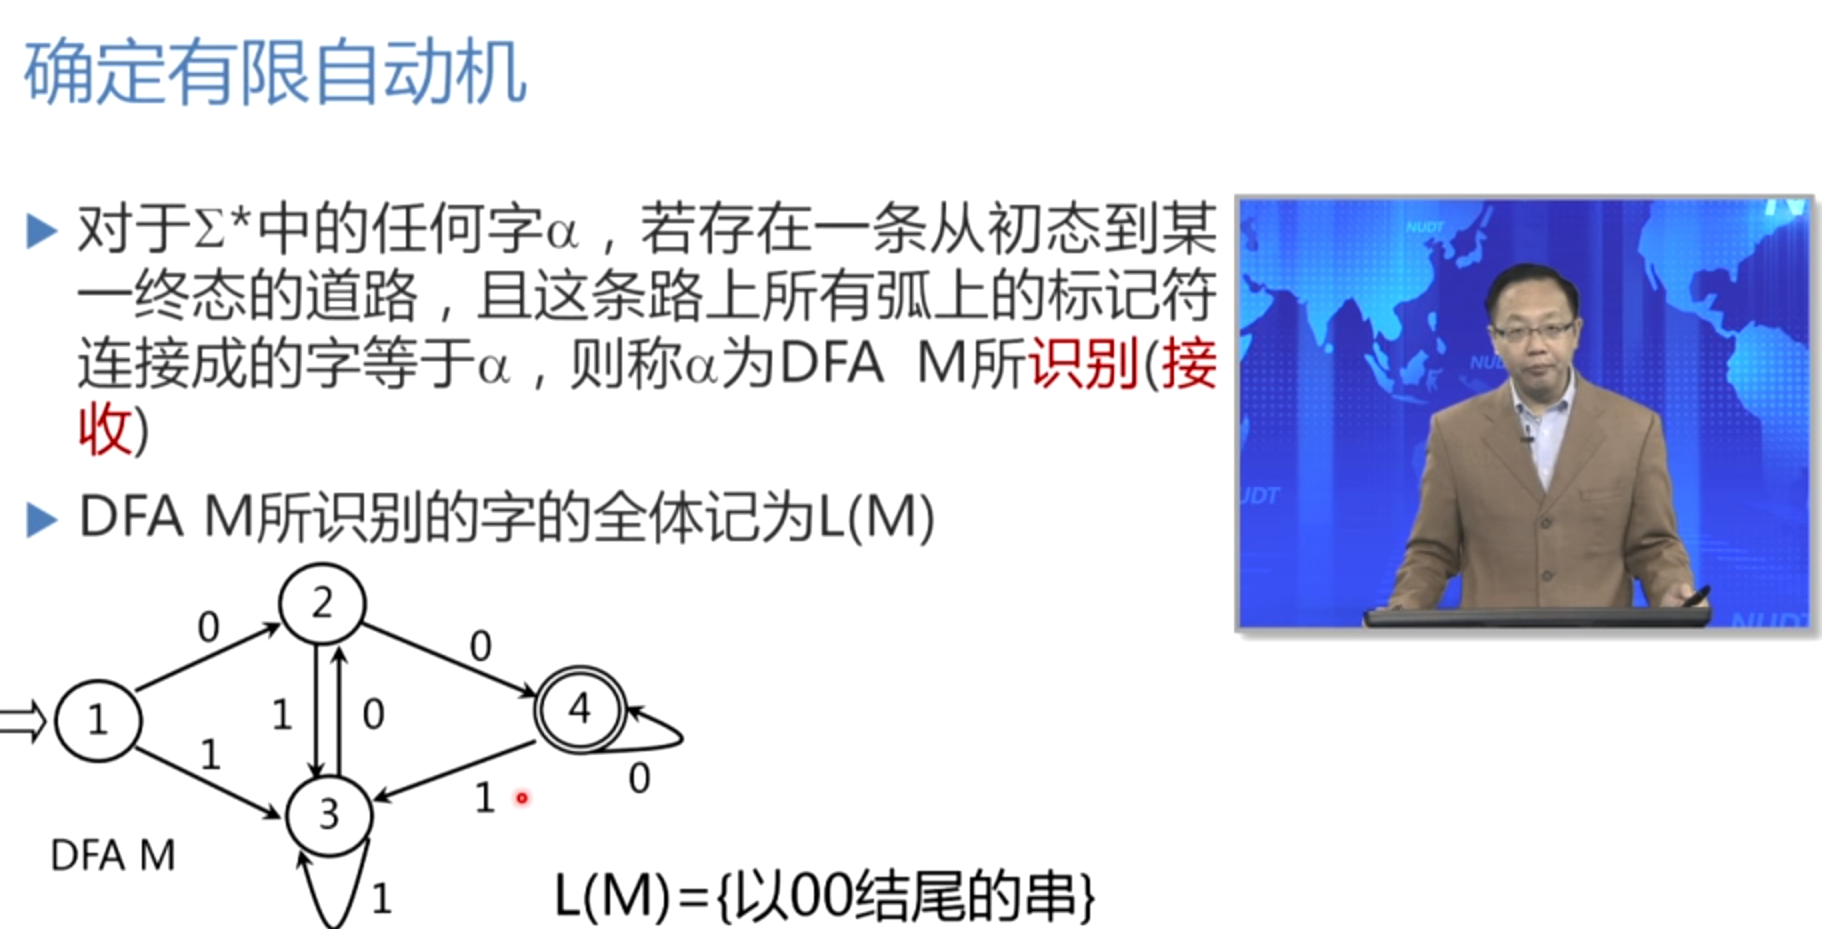 确定有限自动机
对于Σ*中的任何字α，若存在一条从初态到某
一终态的道路，且这条路上所有弧上的标记符
连接成的字等于α，则称α为DFA M所识别(接
收)
DFA M所识别的字的全体记为L(M)
NUDT
NUDT
UDT
NUDT
2
0
0
1
1
0
4
1
1
0
3
DFA M
1
L(M)={以00结尾的串}